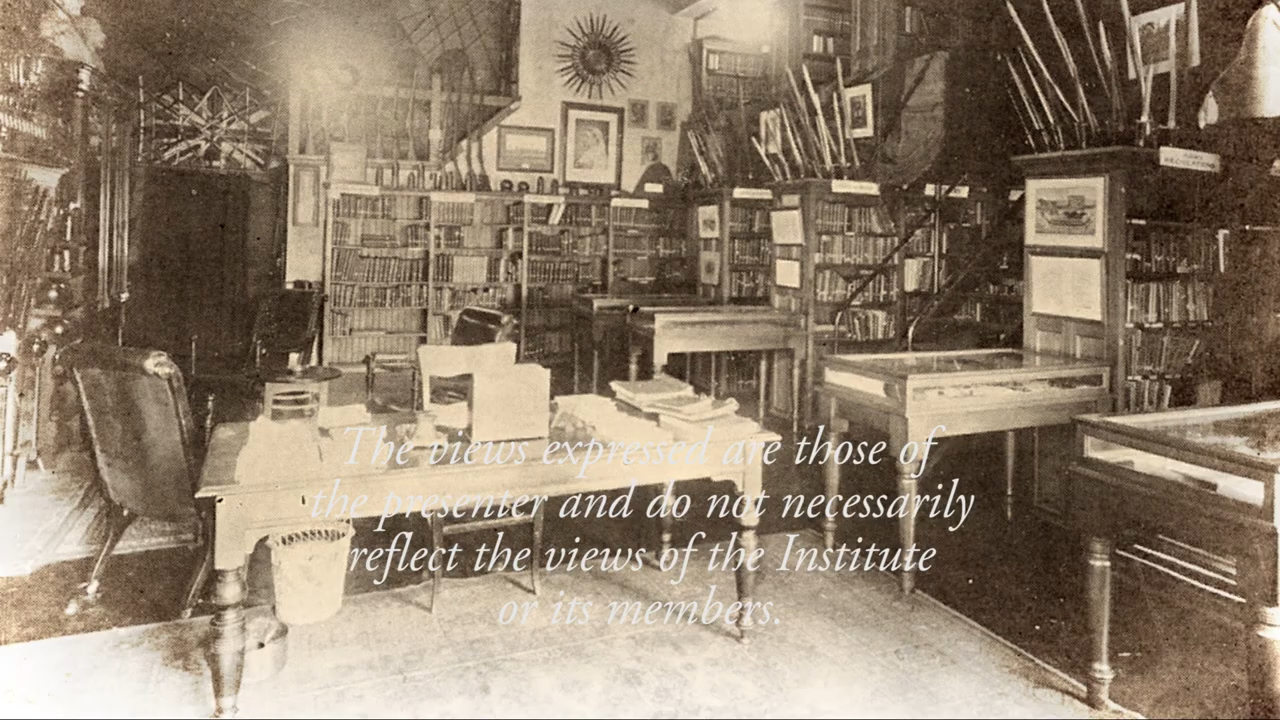 REGULATIONS
The views expressed are those of
the presenter and do not necessarily
reflect the views of the Institute
or its members.